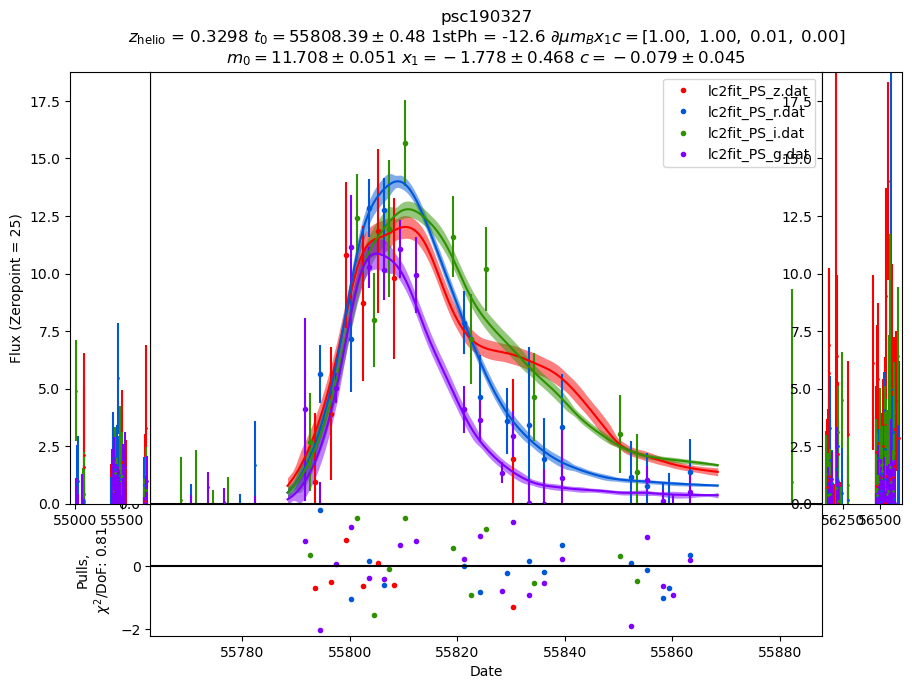 psc190327
z_helio = 0.3298 t_0 = 55808.39 ± 0.48 1stPh = -12.6 ∂μm_Bx_1c = [1.00, 1.00, 0.01, 0.00]
m_0 = 11.708 ± 0.051 x_1 = −1.778 ± 0.468 c = −0.079 ± 0.045
Flux (Zeropoint = 25)
17.5
15.0
12.5
10.0
7.5
5.0
2.5
0.0
lc2fit_PS_z.dat
lc2fit_PS_r.dat
lc2fit_PS_i.dat
lc2fit_PS_g.dat
17.5
15.0
12.5
10.0
7.5
5.0
2.5
0.0
55000 55500
56250 56500
Pulls,
χ²/DoF: 0.81
0
−2
55780 55800 55820 55840 55860 55880
Date